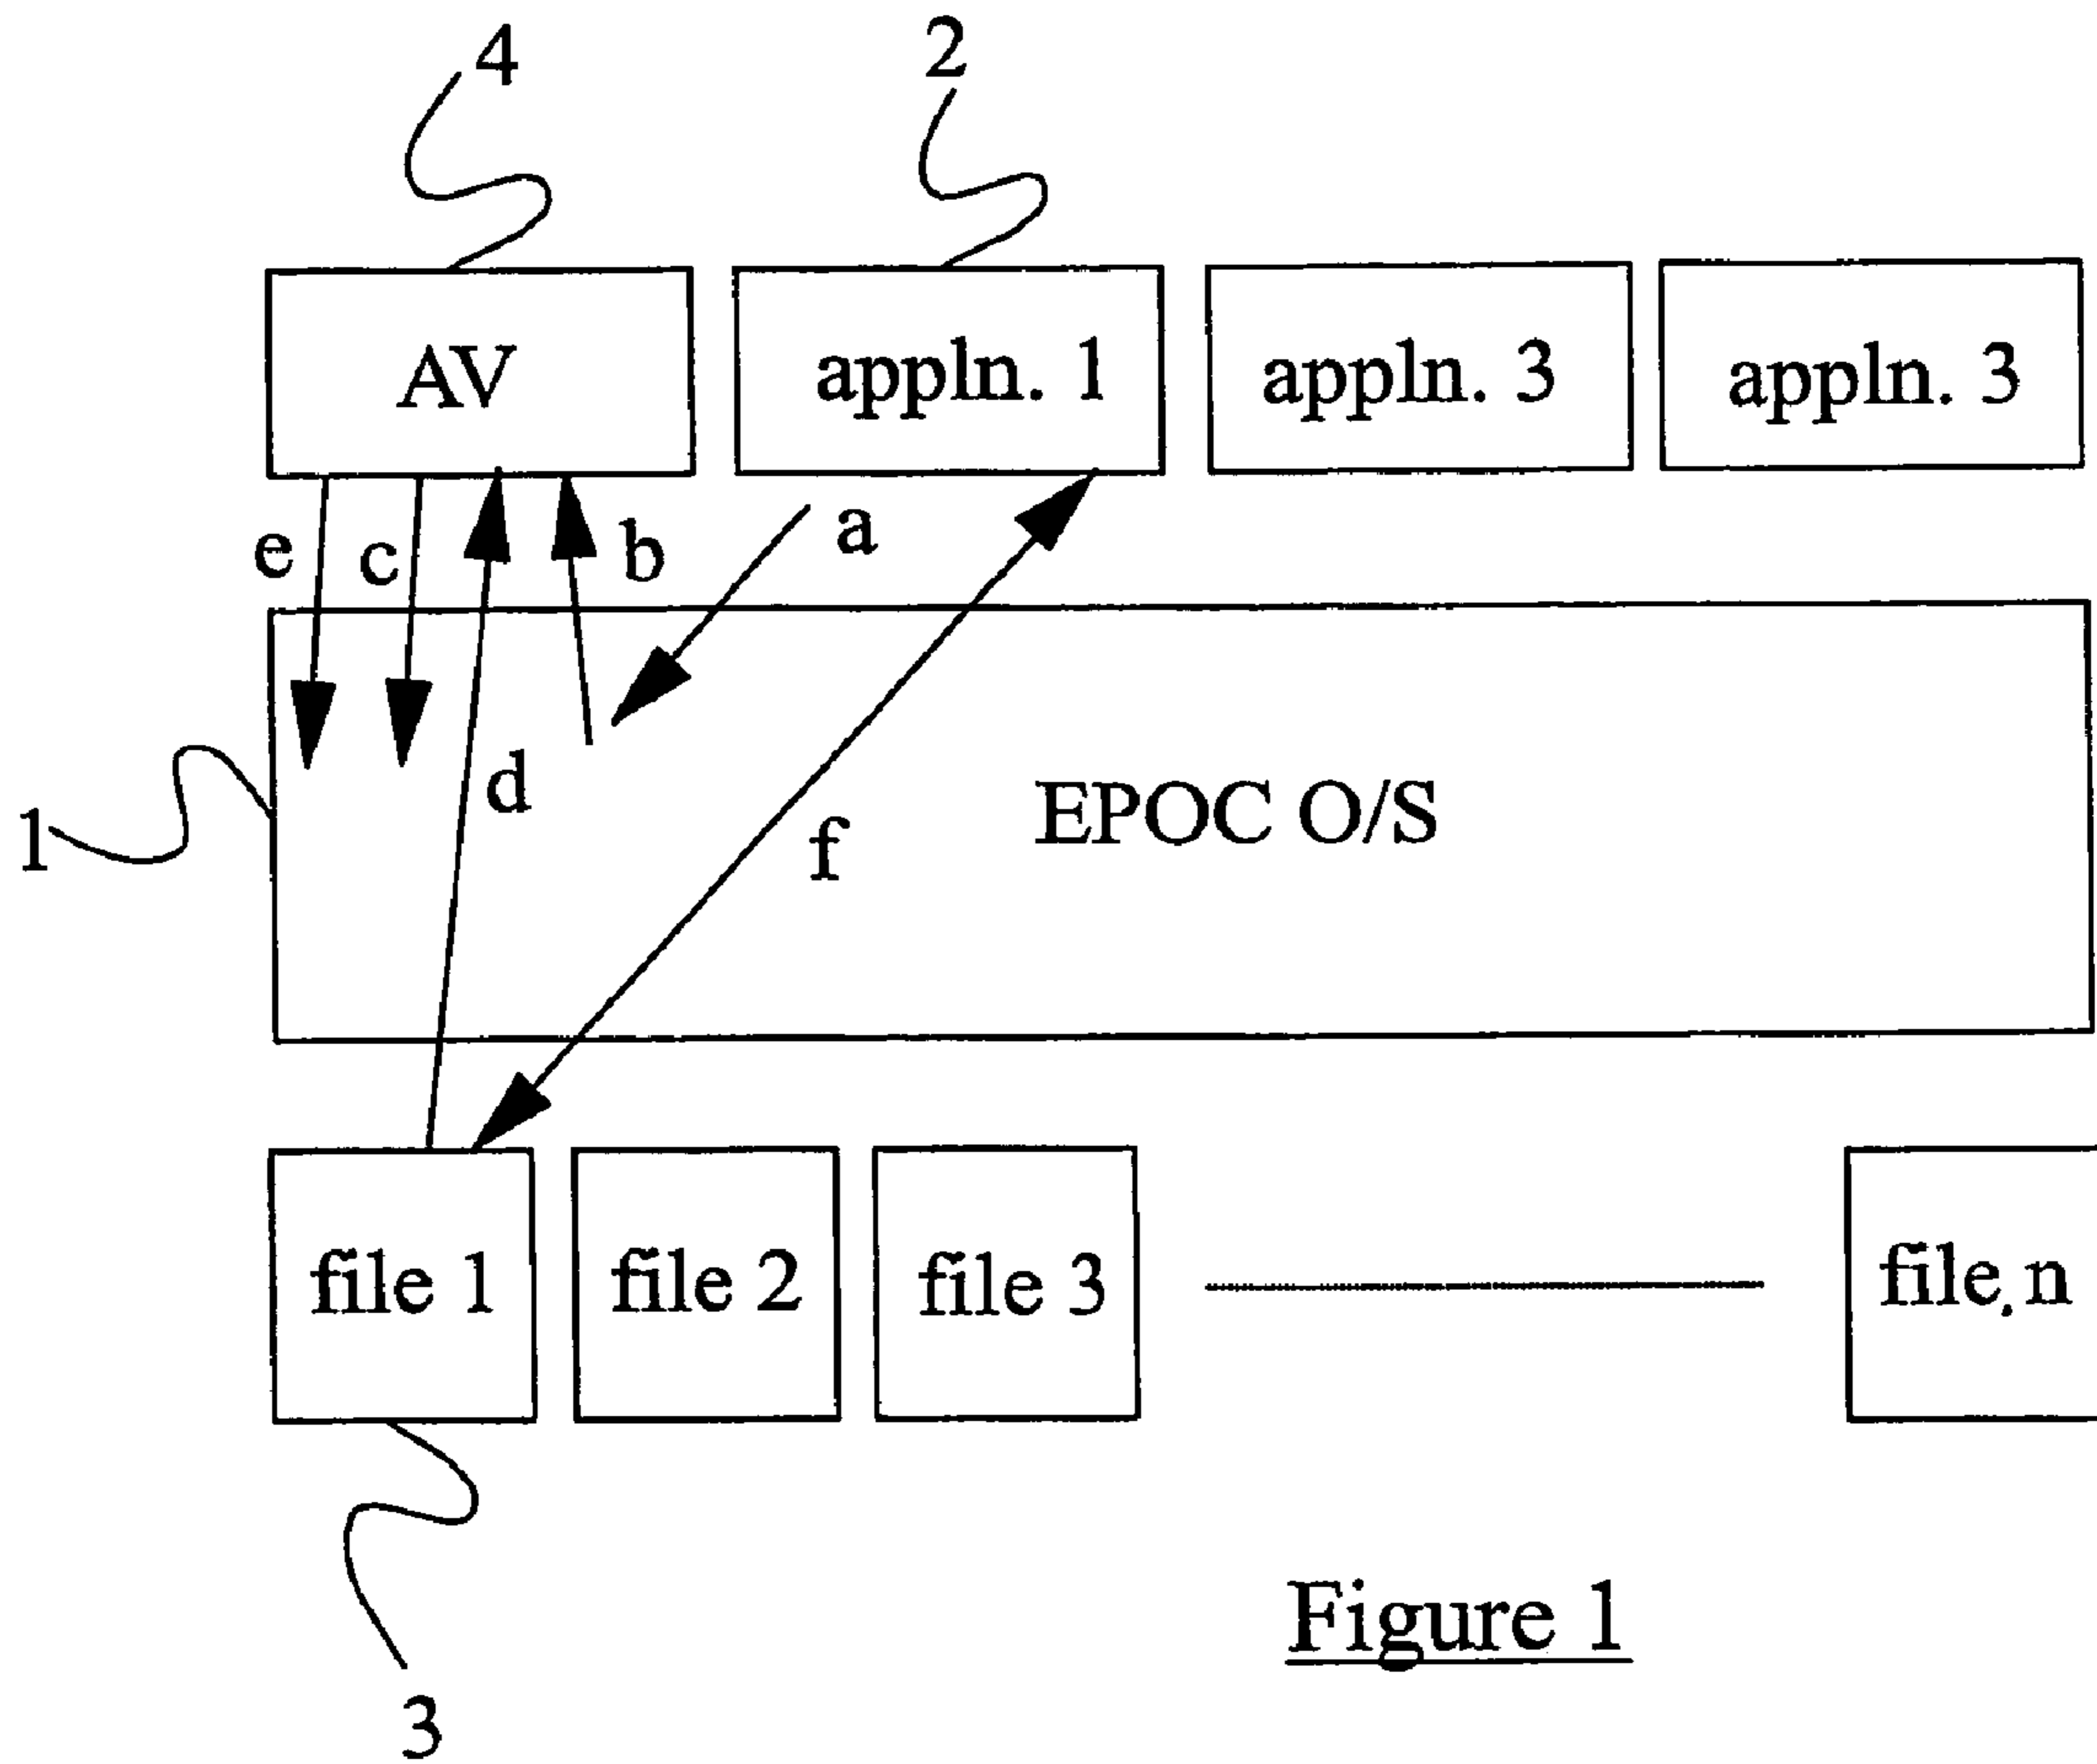 4
2
AV
appln. 1
appln. 3
appln. 3
e
c
b
a
d
f
EPOC O/S
1
file 1
file 2
file 3
file n
3
Figure 1